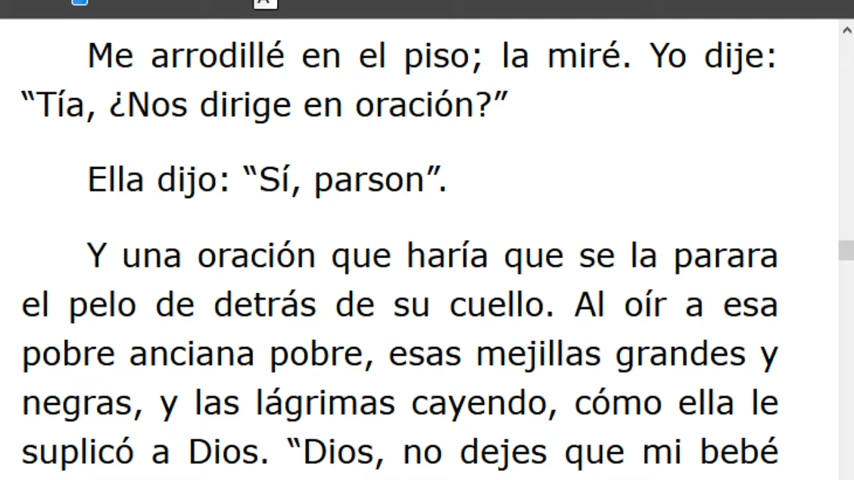 Me arrodillé en el piso; la miré. Yo dije:
“Tía, ¿Nos dirige en oración?”
Ella dijo: “Sí, parson”.
Y una oración que haría que se la parara
el pelo de detrás de su cuello. Al oír a esa
pobre anciana pobre, esas mejillas grandes y
negras, y las lágrimas cayendo, cómo ella le
suplicó a Dios. “Dios, no dejes que mi bebé